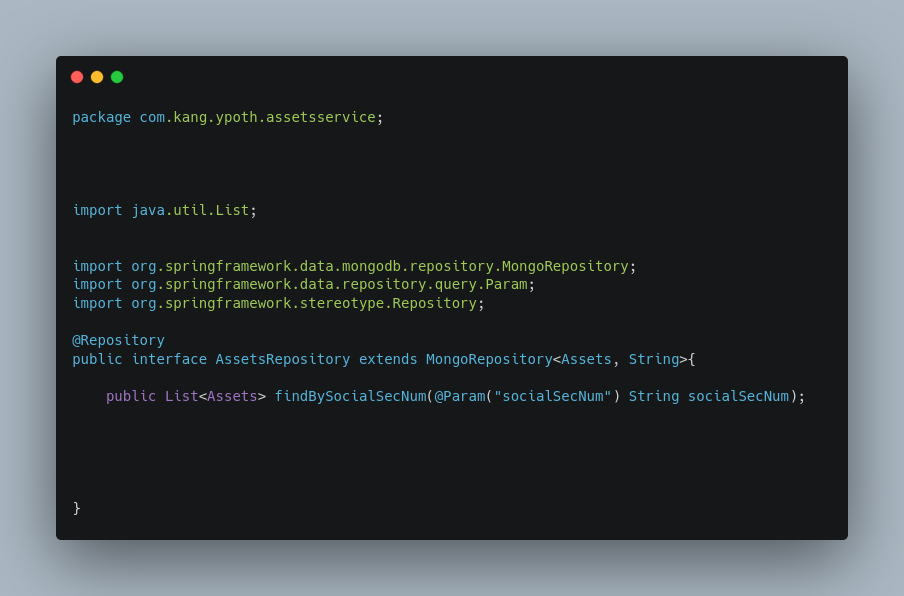 package com.kang.ypoth.assetsservice;
import java.util.List;
import org.springframework.data.mongodb.repository.MongoRepository;
import org.springframework.data.repository.query.Param;
import org.springframework.stereotype.Repository;
@Repository
public interface AssetsRepository extends MongoRepository<Assets, String>{
public List<Assets> findBySocialSecNum(@Param("socialSecNum") String socialSecNum);
}